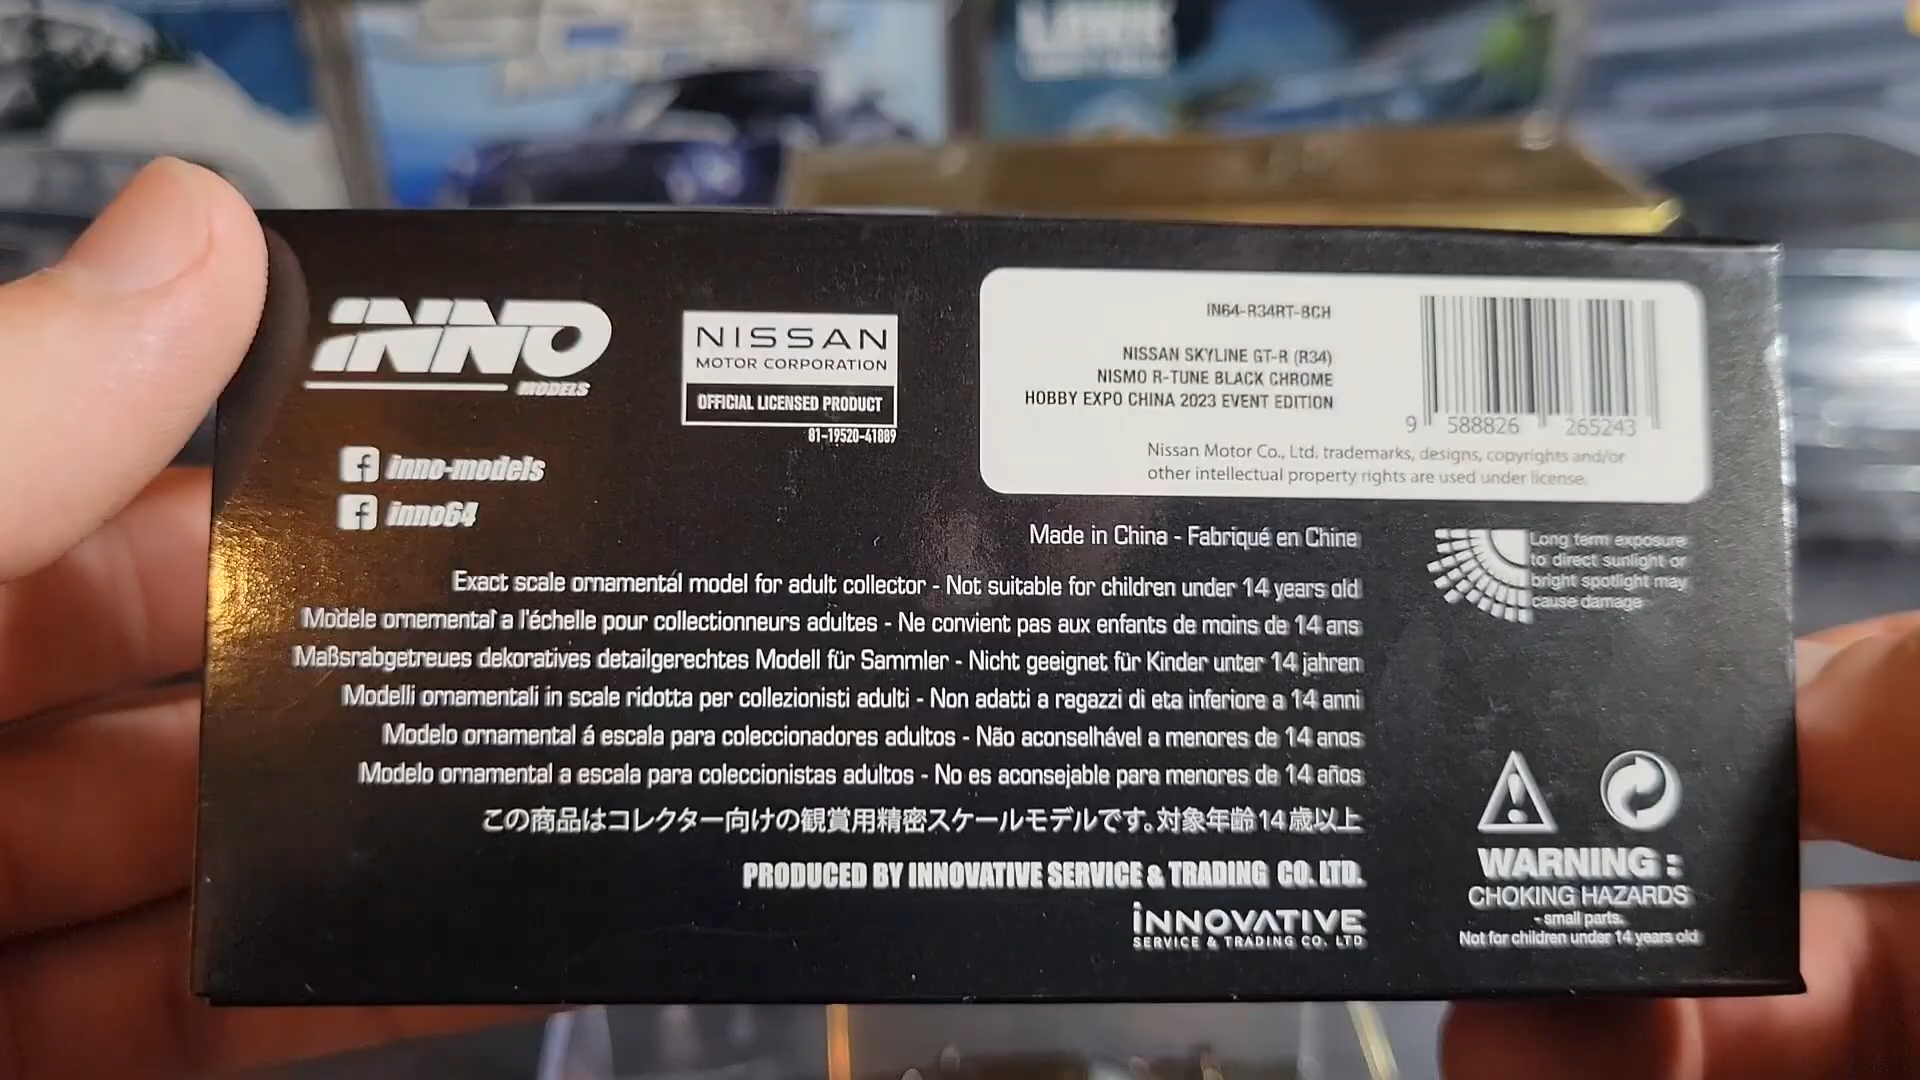 INNO
MODELS
inno-models
inno64
NISSAN
MOTOR CORPORATION
OFFICIAL LICENSED PRODUCT
81-19520-41889
IN64-R34RT-BCH
NISSAN SKYLINE GT-R (R34)
NISMO R-TUNE BLACK CHROME
HOBBY EXPO CHINA 2023 EVENT EDITION
9 588826 265243
Nissan Motor Co., Ltd. trademarks, designs, copyrights and/or
other intellectual property rights are used under license.
Made in China - Fabriqué en Chine
Long term exposure
to direct sunlight or
bright spotlight may
cause damage
Exact scale ornamental model for adult collector - Not suitable for children under 14 years old
Modele ornemental a l'échelle pour collectionneurs adultes - Ne convient pas aux enfants de moins de 14 ans
Maßsrabgetreues dekoratives detailgerechtes Modell für Sammler - Nicht geeignet für Kinder unter 14 jahren
Modelli ornamentali in scale ridotta per collezionisti adulti - Non adatti a ragazzi di eta inferiore a 14 anni
Modelo ornamental á escala para coleccionadores adultos - Não aconselhável a menores de 14 anos
Modelo ornamental a escala para coleccionistas adultos - No es aconsejable para menores de 14 años
この商品はコレクター向けの観賞用精密スケールモデルです。対象年齢14歳以上
PRODUCED BY INNOVATIVE SERVICE & TRADING CO. LTD.
INNOVATIVE
SERVICE & TRADING CO. LTD
WARNING :
CHOKING HAZARDS
- small parts.
Not for children under 14 years old